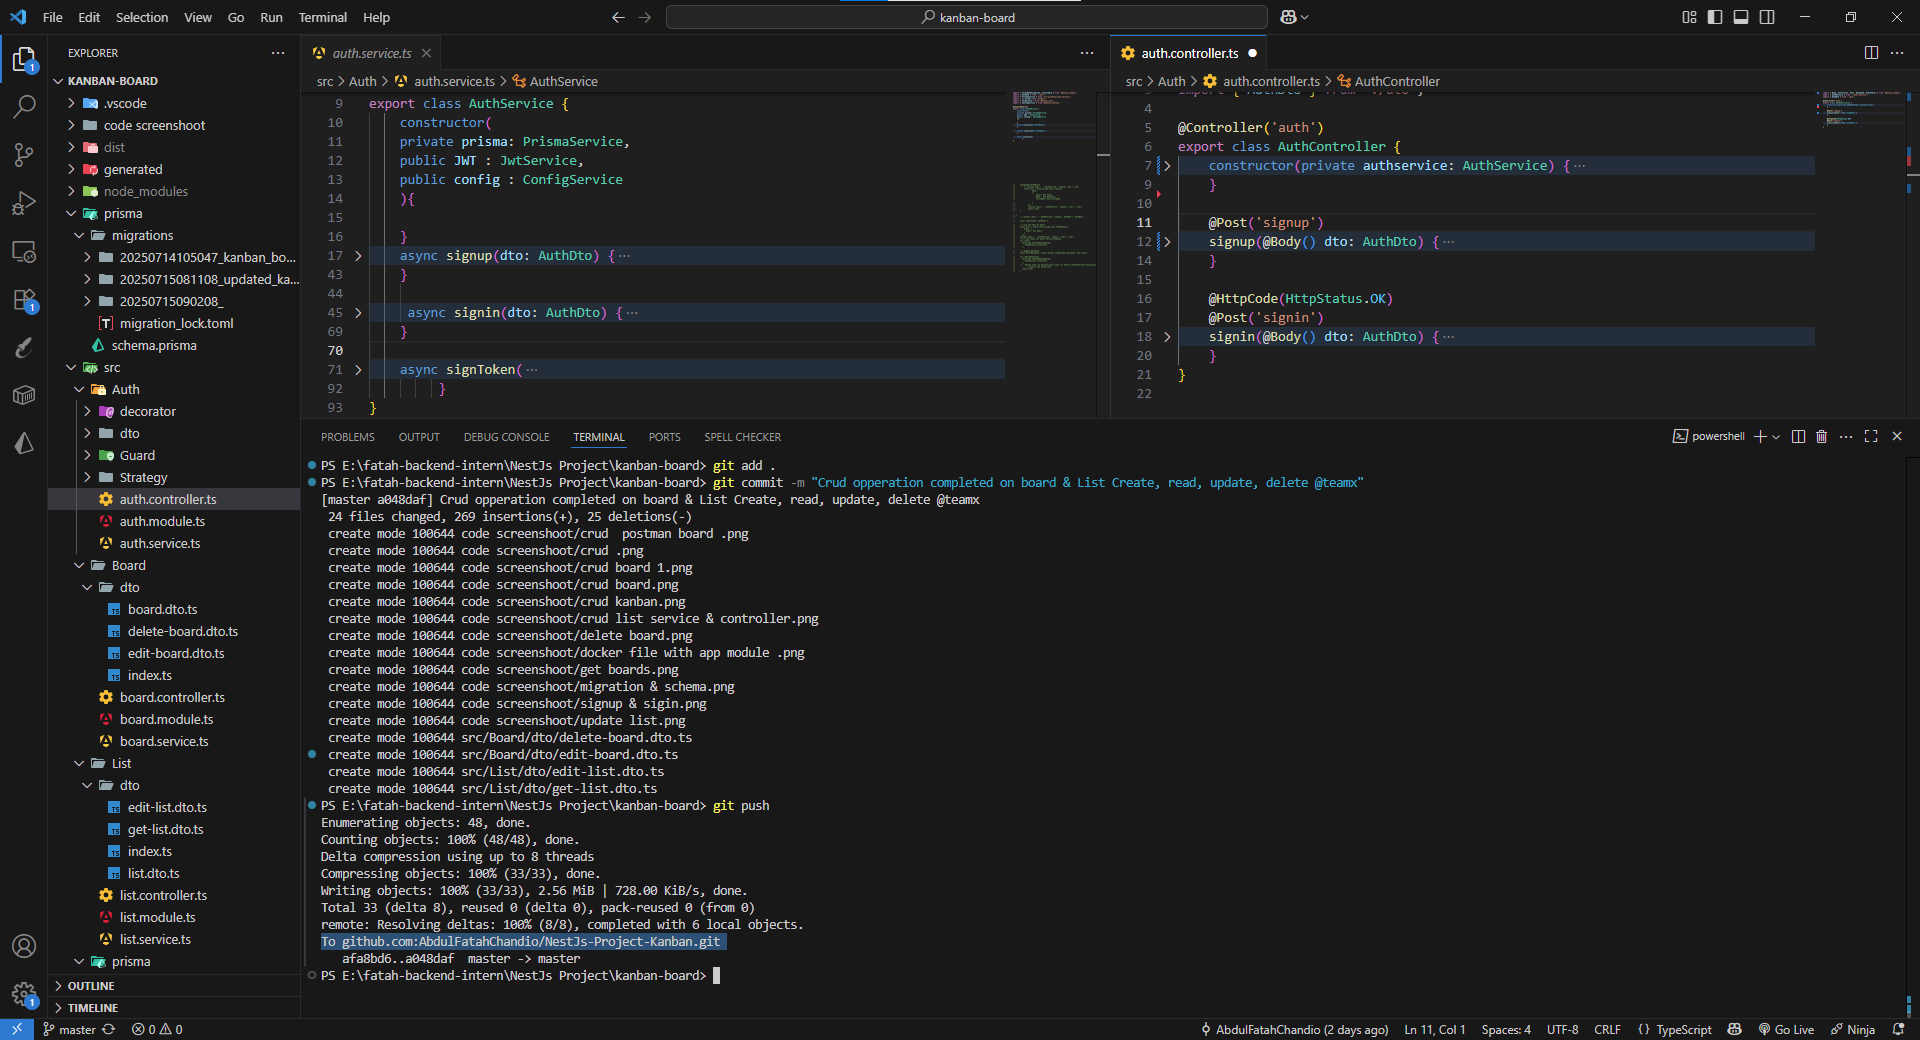 File Edit Selection View Go Run Terminal Help
kanban-board
EXPLORER
KANBAN-BOARD
.vscode
code screenshoot
dist
generated
node_modules
prisma
migrations
20250714105047_kanban_bo...
20250715081108_updated_ka...
20250715090208_
migration_lock.toml
schema.prisma
src
Auth
decorator
dto
Guard
Strategy
auth.controller.ts
auth.module.ts
auth.service.ts
Board
dto
board.dto.ts
delete-board.dto.ts
edit-board.dto.ts
index.ts
board.controller.ts
board.module.ts
board.service.ts
List
dto
edit-list.dto.ts
get-list.dto.ts
index.ts
list.dto.ts
list.controller.ts
list.module.ts
list.service.ts
prisma
OUTLINE
TIMELINE
auth.service.ts
src > Auth > auth.service.ts > AuthService
9 export class AuthService {
10 constructor(
11 private prisma: PrismaService,
12 public JWT : JwtService,
13 public config : ConfigService
14 ){
15
16 }
17 async signup(dto: AuthDto) {···
43 }
44
45 async signin(dto: AuthDto) {···
69 }
70
71 async signToken(···
92 }
93 }
auth.controller.ts
src > Auth > auth.controller.ts > AuthController
4
5 @Controller('auth')
6 export class AuthController {
7 constructor(private authservice: AuthService) {···
9 }
10
11 @Post('signup')
12 signup(@Body() dto: AuthDto) {···
14 }
15
16 @HttpCode(HttpStatus.OK)
17 @Post('signin')
18 signin(@Body() dto: AuthDto) {···
20 }
21 }
22
PROBLEMS OUTPUT DEBUG CONSOLE TERMINAL PORTS SPELL CHECKER
powershell
PS E:\fatah-backend-intern\NestJs Project\kanban-board> git add .
PS E:\fatah-backend-intern\NestJs Project\kanban-board> git commit -m "Crud opperation completed on board & List Create, read, update, delete @teamx"
[master a048daf] Crud opperation completed on board & List Create, read, update, delete @teamx
24 files changed, 269 insertions(+), 25 deletions(-)
create mode 100644 code screenshoot/crud  postman board .png
create mode 100644 code screenshoot/crud .png
create mode 100644 code screenshoot/crud board 1.png
create mode 100644 code screenshoot/crud board.png
create mode 100644 code screenshoot/crud kanban.png
create mode 100644 code screenshoot/crud list service & controller.png
create mode 100644 code screenshoot/delete board.png
create mode 100644 code screenshoot/docker file with app module .png
create mode 100644 code screenshoot/get boards.png
create mode 100644 code screenshoot/migration & schema.png
create mode 100644 code screenshoot/signup & sigin.png
create mode 100644 code screenshoot/update list.png
create mode 100644 src/Board/dto/delete-board.dto.ts
create mode 100644 src/Board/dto/edit-board.dto.ts
create mode 100644 src/List/dto/edit-list.dto.ts
create mode 100644 src/List/dto/get-list.dto.ts
PS E:\fatah-backend-intern\NestJs Project\kanban-board> git push
Enumerating objects: 48, done.
Counting objects: 100% (48/48), done.
Delta compression using up to 8 threads
Compressing objects: 100% (33/33), done.
Writing objects: 100% (33/33), 2.56 MiB | 728.00 KiB/s, done.
Total 33 (delta 8), reused 0 (delta 0), pack-reused 0 (from 0)
remote: Resolving deltas: 100% (8/8), completed with 6 local objects.
To github.com:AbdulFatahChandio/NestJs-Project-Kanban.git
afa8bd6..a048daf  master -> master
PS E:\fatah-backend-intern\NestJs Project\kanban-board>
master 0 0 AbdulFatahChandio (2 days ago) Ln 11, Col 1 Spaces: 4 UTF-8 CRLF {} TypeScript Go Live Ninja